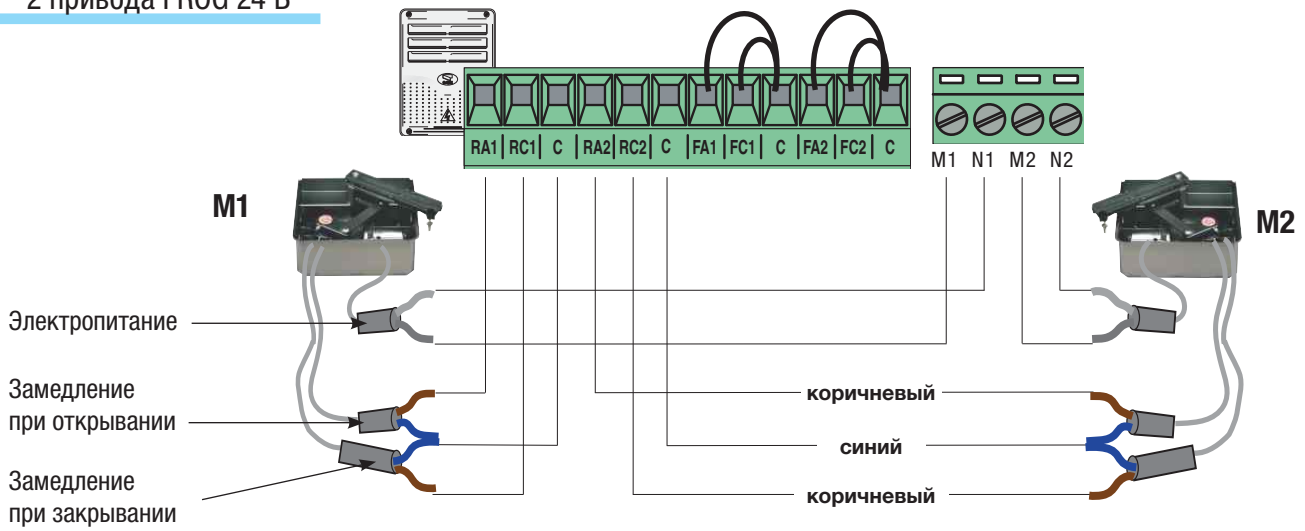 2 привода FROG 24 В
RA1 RC1 C RA2 RC2 C FA1 FC1 C FA2 FC2 C
M1 N1 M2 N2
M1
M2
Электропитание
Замедление
при открывании
Замедление
при закрывании
коричневый
синий
коричневый